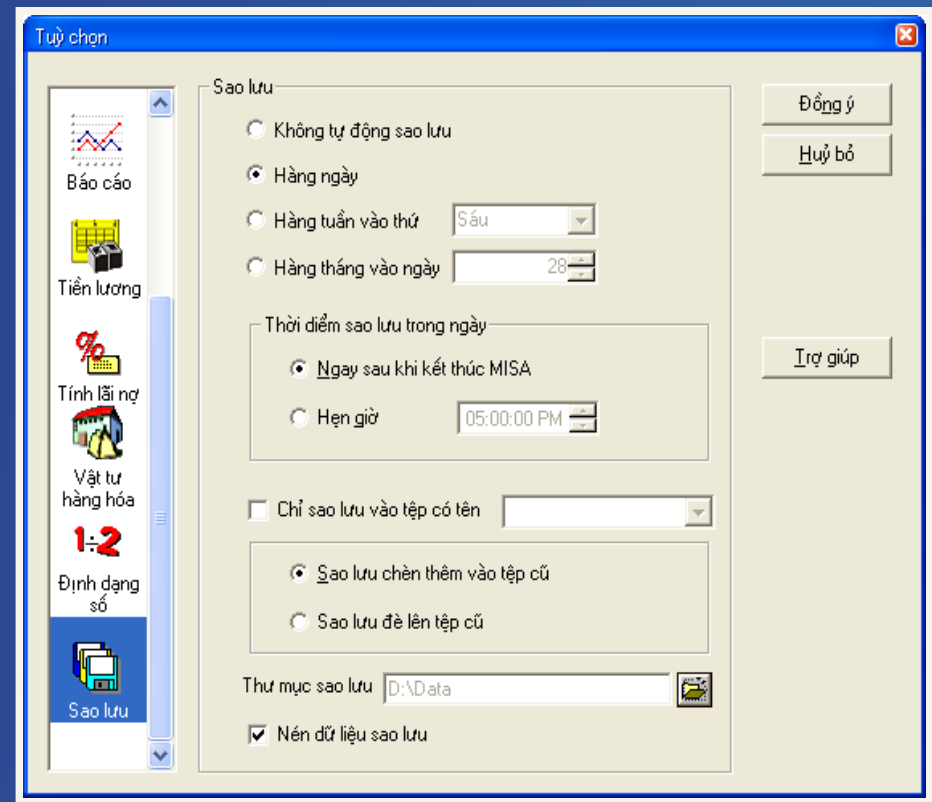 Tuỳ chọn
Báo cáo
Tiền lương
%
Tính lãi nợ
Vật tư
hàng hóa
1÷2
Định dạng
số
Sao lưu
Sao lưu
Không tự động sao lưu
Hàng ngày
Hàng tuần vào thứ Sáu
Hàng tháng vào ngày 28
Thời diểm sao lưu trong ngày
Ngay sau khi kết thúc MISA
Hẹn giờ 05:00:00 PM
Chỉ sao lưu vào tệp có tên
Sao lưu chèn thêm vào tệp cũ
Sao lưu đè lên tệp cũ
Thư mục sao lưu D:\Data
Nén dữ liệu sao lưu
Đồng ý
Huỷ bỏ
Trợ giúp